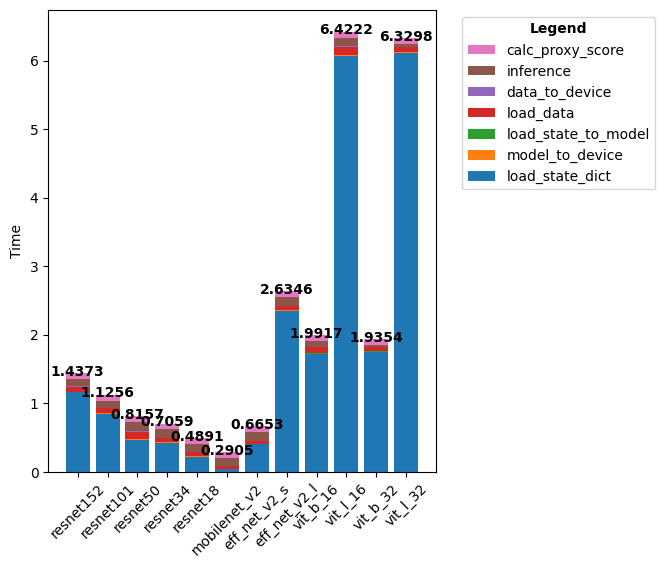 Legend
calc_proxy_score
inference
data_to_device
load_data
load_state_to_model
model_to_device
load_state_dict
Time
6
5
4
3
2
1
0
1.4373
1.1256
0.8157
0.7059
0.4891
0.2905
0.6653
2.6346
1.9917
6.4222
1.9354
6.3298
resnet152
resnet101
resnet50
resnet34
resnet18
mobilenet_v2
eff_net_v2_s
eff_net_v2_l
vit_b_16
vit_l_16
vit_b_32
vit_l_32